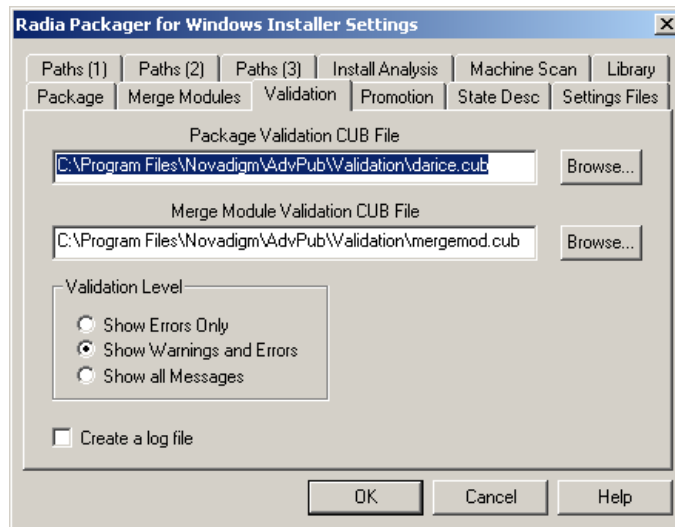 Radia Packager for Windows Installer Settings
Paths (1) Paths (2) Paths (3) Install Analysis Machine Scan Library
Package Merge Modules Validation Promotion State Desc Settings Files
Package Validation CUB File
C:\Program Files\Novadigm\AdvPub\Validation\darice.cub Browse...
Merge Module Validation CUB File
C:\Program Files\Novadigm\AdvPub\Validation\mergemod.cub Browse...
Validation Level
Show Errors Only
Show Warnings and Errors
Show all Messages
Create a log file
OK Cancel Help